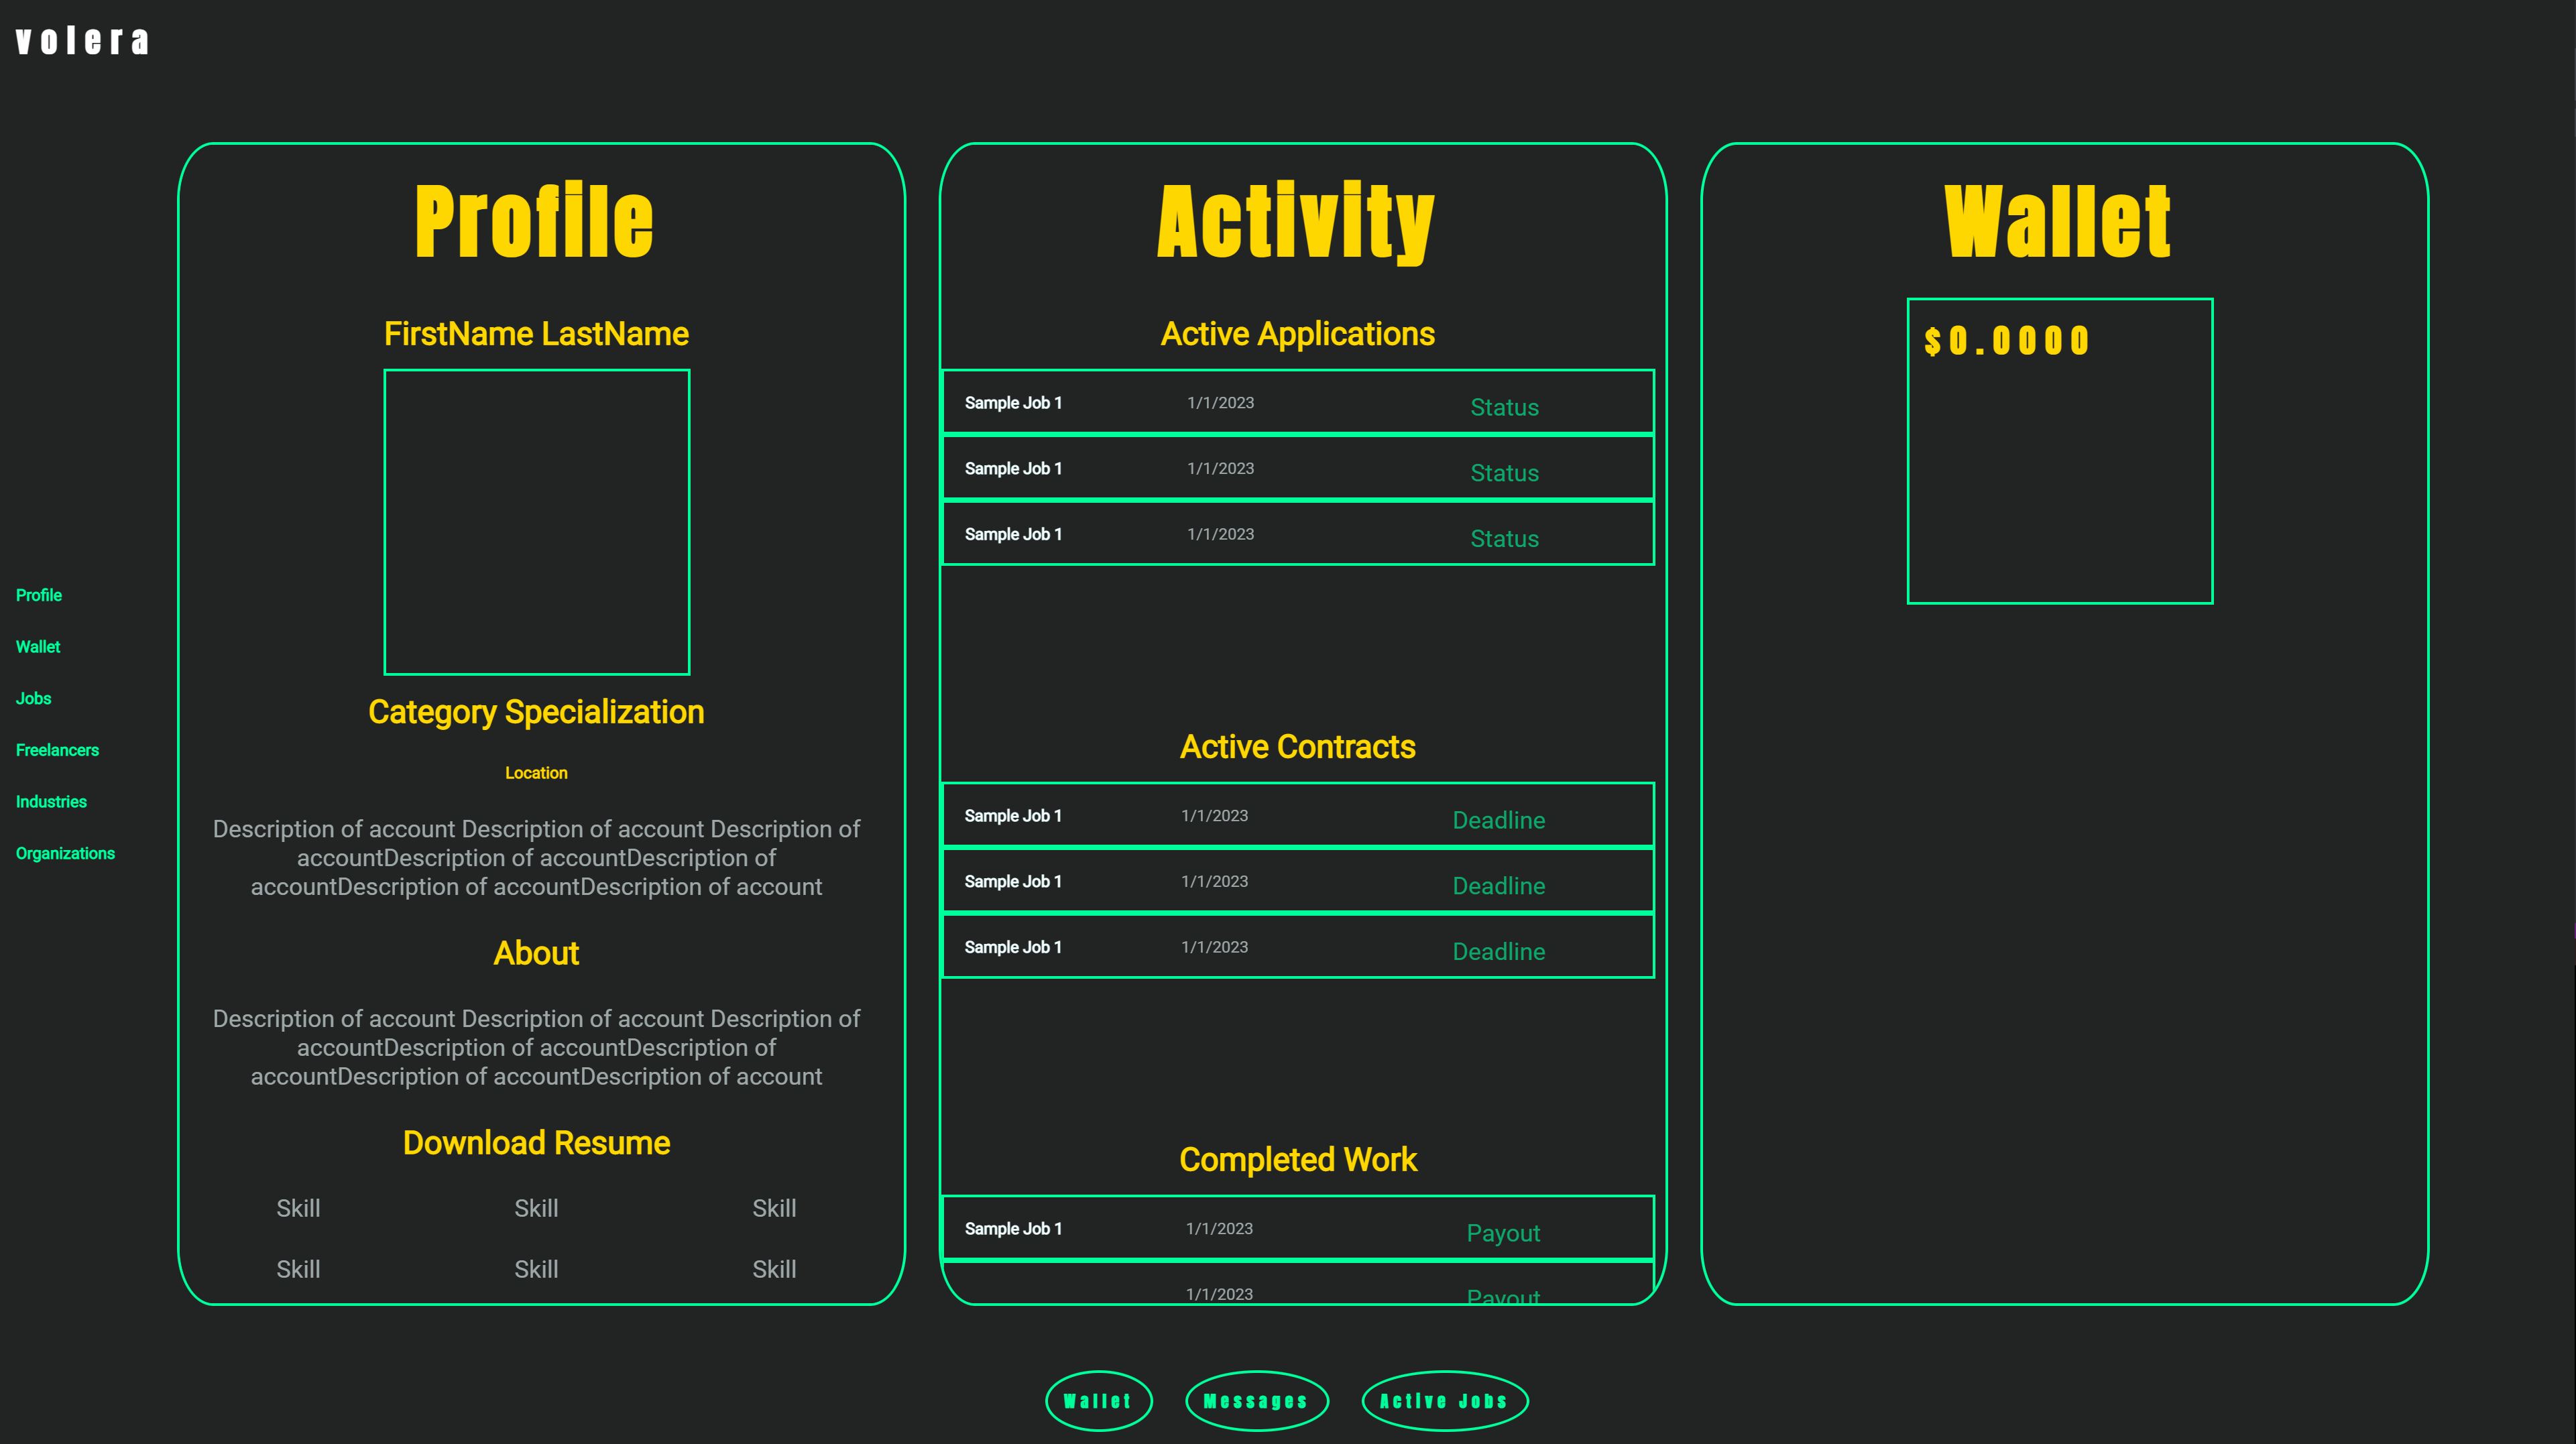 volera
Profile
Wallet
Jobs
Freelancers
Industries
Organizations
Profile
FirstName LastName
Category Specialization
Location
Description of account Description of account Description of
accountDescription of accountDescription of
accountDescription of accountDescription of account
About
Description of account Description of account Description of
accountDescription of accountDescription of
accountDescription of accountDescription of account
Download Resume
Skill Skill Skill
Skill Skill Skill
Activity
Active Applications
Sample Job 1 1/1/2023 Status
Sample Job 1 1/1/2023 Status
Sample Job 1 1/1/2023 Status
Active Contracts
Sample Job 1 1/1/2023 Deadline
Sample Job 1 1/1/2023 Deadline
Sample Job 1 1/1/2023 Deadline
Completed Work
Sample Job 1 1/1/2023 Payout
1/1/2023 Payout
Wallet
$0.0000
Wallet Messages Active Jobs